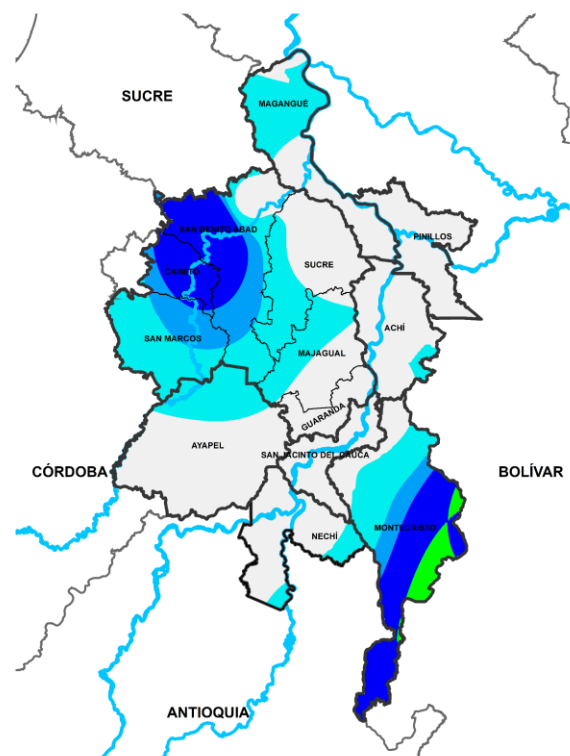 SUCRE
MAGANGUÉ
SAN BENITO ABAD
PINILLOS
SUCRE
CAIMITO
ACHÍ
SAN MARCOS
MAJAGUAL
GUARANDA
AYAPEL
SAN JACINTO DEL CAUCA
CÓRDOBA
BOLÍVAR
MONTECRISTO
NECHÍ
ANTIOQUIA